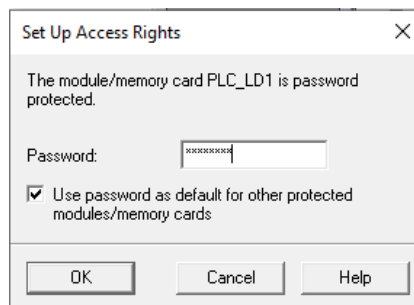 Set Up Access Rights
The module/memory card PLC_LD1 is password
protected.
Password:
********
Use password as default for other protected
modules/memory cards
OK
Cancel
Help